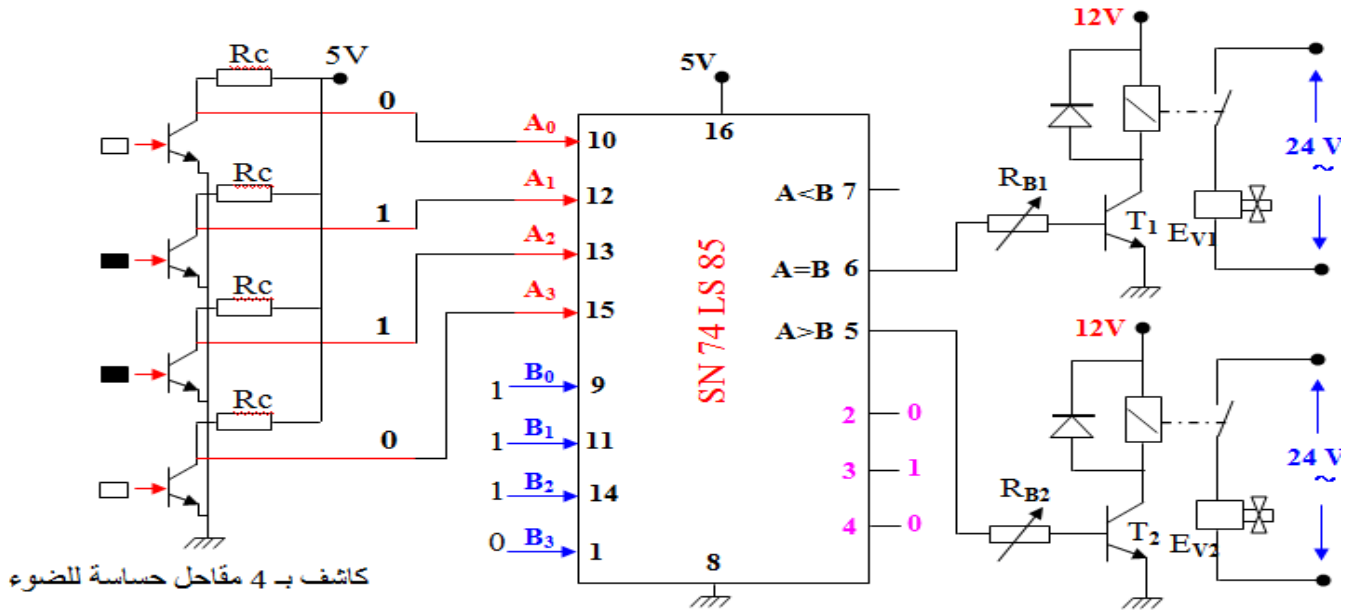 Rc
5V
0
Rc
1
Rc
1
Rc
0
كاشف بـ 4 مقاحل حساسة للضوء
5V
16
A0
10
A1
12
A2
13
A3
15
1 B0 9
1 B1 11
1 B2 14
0 B3 1
SN 74 LS 85
A<B 7
A=B 6
A>B 5
2 0
3 1
4 0
8
12V
RB1
T1
EV1
24 V
~
12V
RB2
T2
EV2
24 V
~